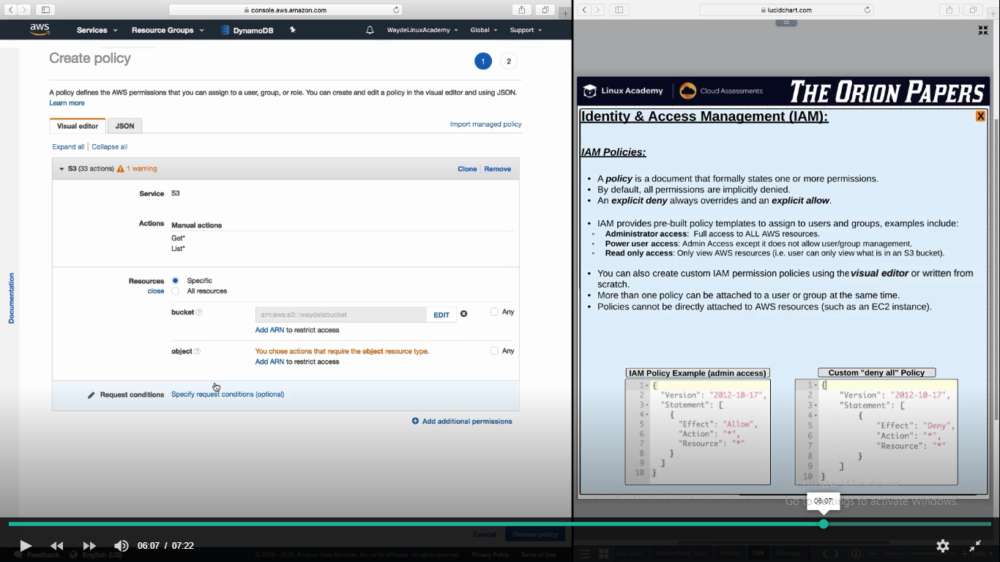 console.aws.amazon.com
aws
Services
Resource Groups
DynamoDB
WaydeLinuxAcademy
Global
Support
Create policy
1
2
A policy defines the AWS permissions that you can assign to a user, group, or role. You can create and edit a policy in the visual editor and using JSON.
Learn more
Visual editor
JSON
Import managed policy
Expand all | Collapse all
S3 (33 actions) 1 warning
Clone | Remove
Service S3
Actions Manual actions
Get*
List*
Documentation
Resources Specific
close All resources
bucket arn:aws:s3:::waydelabucket EDIT Any
Add ARN to restrict access
object You chose actions that require the object resource type. Any
Add ARN to restrict access
Request conditions Specify request conditions (optional)
Add additional permissions
Cancel Review policy
Feedback English (US)
© 2008 - 2018, Amazon Web Services, Inc. or its affiliates. All rights reserved. Privacy Policy Terms of Use
lucidchart.com
Linux Academy
Cloud Assessments
THE ORION PAPERS
Identity & Access Management (IAM):
X
IAM Policies:
• A policy is a document that formally states one or more permissions.
• By default, all permissions are implicitly denied.
• An explicit deny always overrides and an explicit allow.
• IAM provides pre-built policy templates to assign to users and groups, examples include:
◦ Administrator access: Full access to ALL AWS resources.
◦ Power user access: Admin Access except it does not allow user/group management.
◦ Read only access: Only view AWS resources (i.e. user can only view what is in an S3 bucket).
• You can also create custom IAM permission policies using the visual editor or written from
scratch.
• More than one policy can be attached to a user or group at the same time.
• Policies cannot be directly attached to AWS resources (such as an EC2 instance).
IAM Policy Example (admin access)
1 {
2 "Version": "2012-10-17",
3 "Statement": [
4 {
5 "Effect": "Allow",
6 "Action": "*",
7 "Resource": "*"
8 }
9 ]
10 }
Custom "deny all" Policy
1 {
2 "Version": "2012-10-17",
3 "Statement": [
4 {
5 "Effect": "Deny",
6 "Action": "*",
7 "Resource": "*"
8 }
9 ]
10 }
Activate Windows
Go to Settings to activate Windows.
06:07
06:07 / 07:22
Hybrid IAM Storage